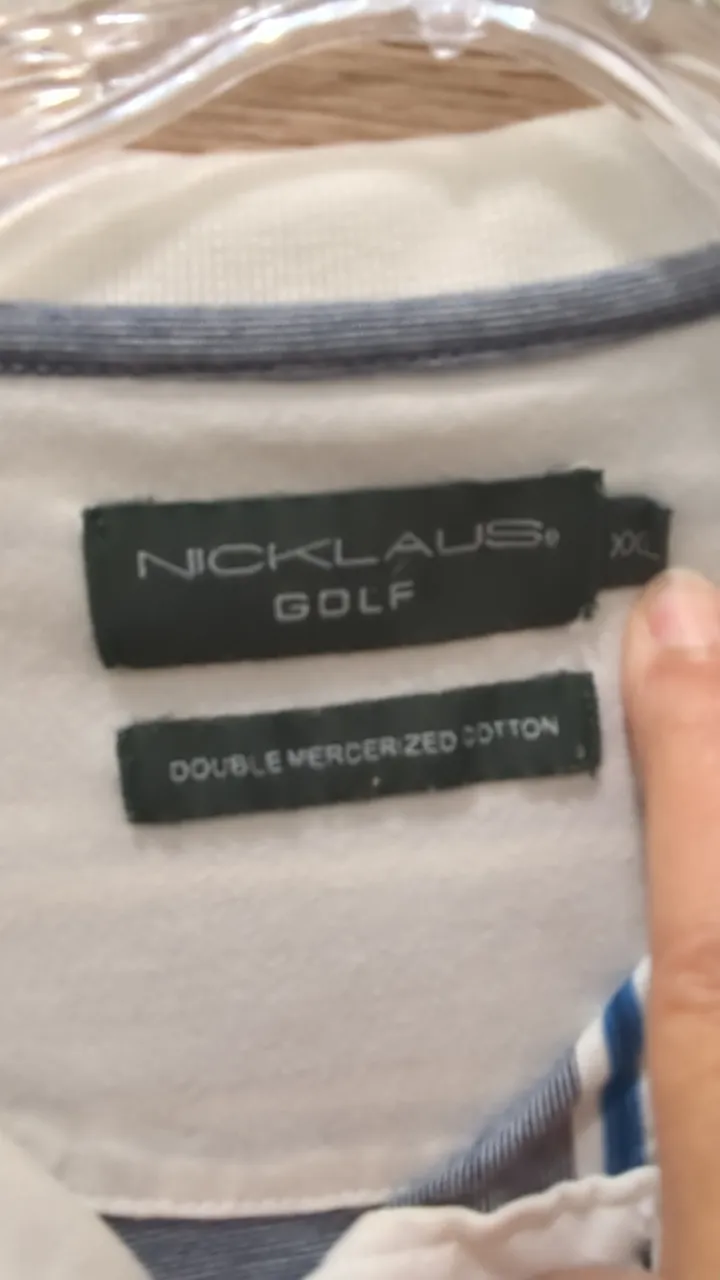 NICKLAUS®
GOLF
XXL
DOUBLE MERCERIZED COTTON